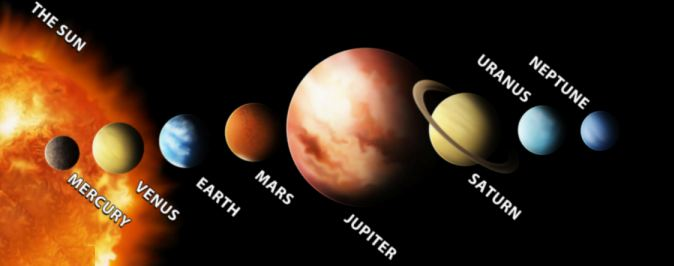 THE SUN
MERCURY
VENUS
EARTH
MARS
JUPITER
SATURN
URANUS
NEPTUNE